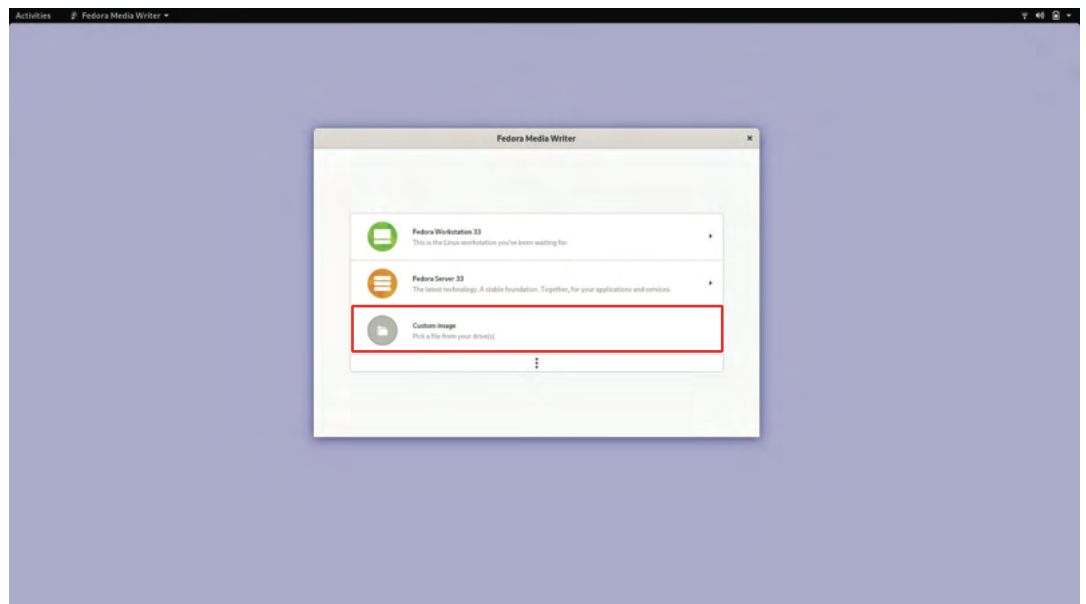 Activities Fedora Media Writer
Fedora Media Writer
Fedora Workstation 33
This is the Linux workstation you've been waiting for.
Fedora Server 33
The latest technology. A stable foundation. Together, for your applications and services.
Custom image
Pick a file from your drive(s)